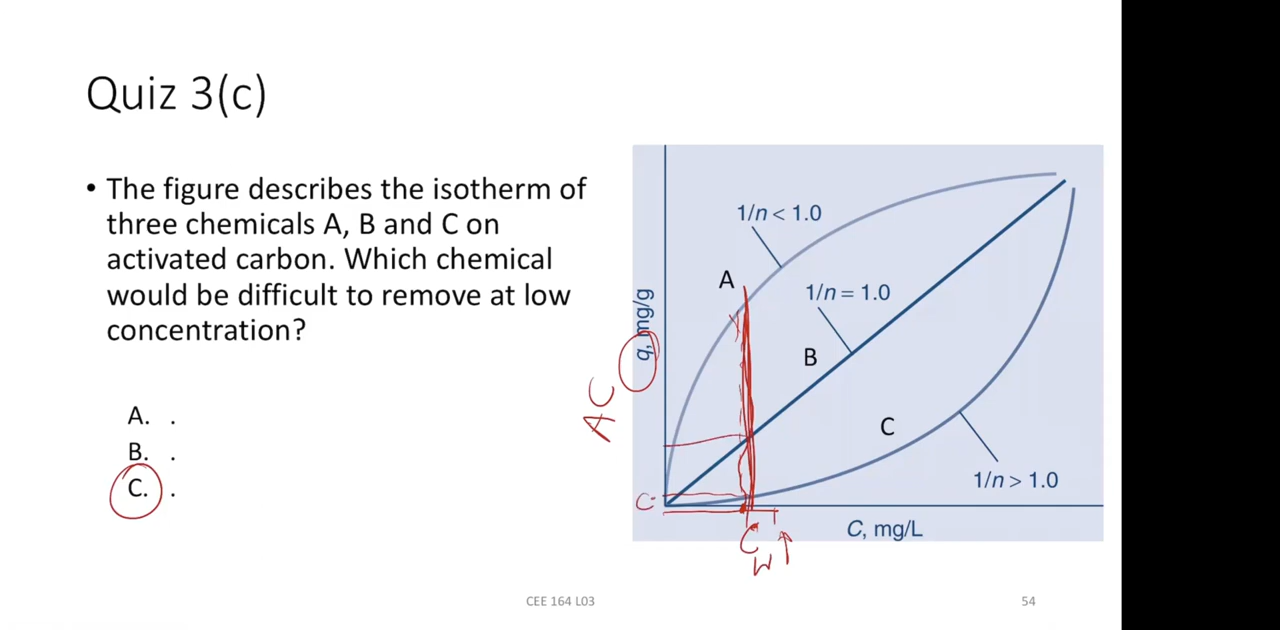 Quiz 3(c)
• The figure describes the isotherm of
three chemicals A, B and C on
activated carbon. Which chemical
would be difficult to remove at low
concentration?
A. .
B. .
C. .
1/n < 1.0
A
1/n = 1.0
B
C
1/n > 1.0
q, mg/g
AC
C
C, mg/L
C
W
CEE 164 L03
54